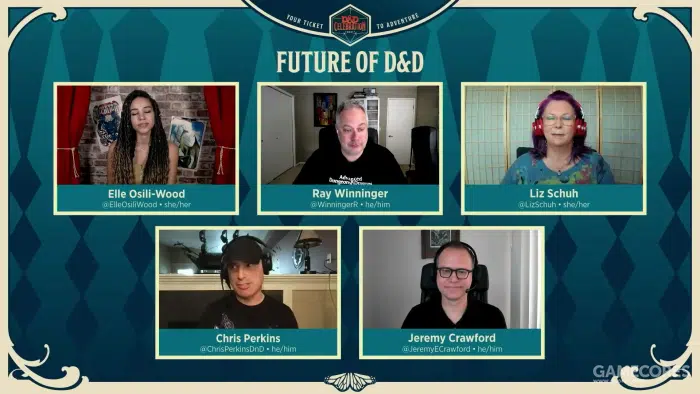 YOUR TICKET TO ADVENTURE
D&D
FUTURE OF D&D
Elle Osili-Wood
@ElleOsiliWood • she/her
Ray Winninger
@WinningerR • he/him
Advanced
Liz Schuh
@LizSchuh • she/her
Chris Perkins
@ChrisPerkinsDnD • he/him
Jeremy Crawford
@JeremyECrawford • he/him
GAMECORES